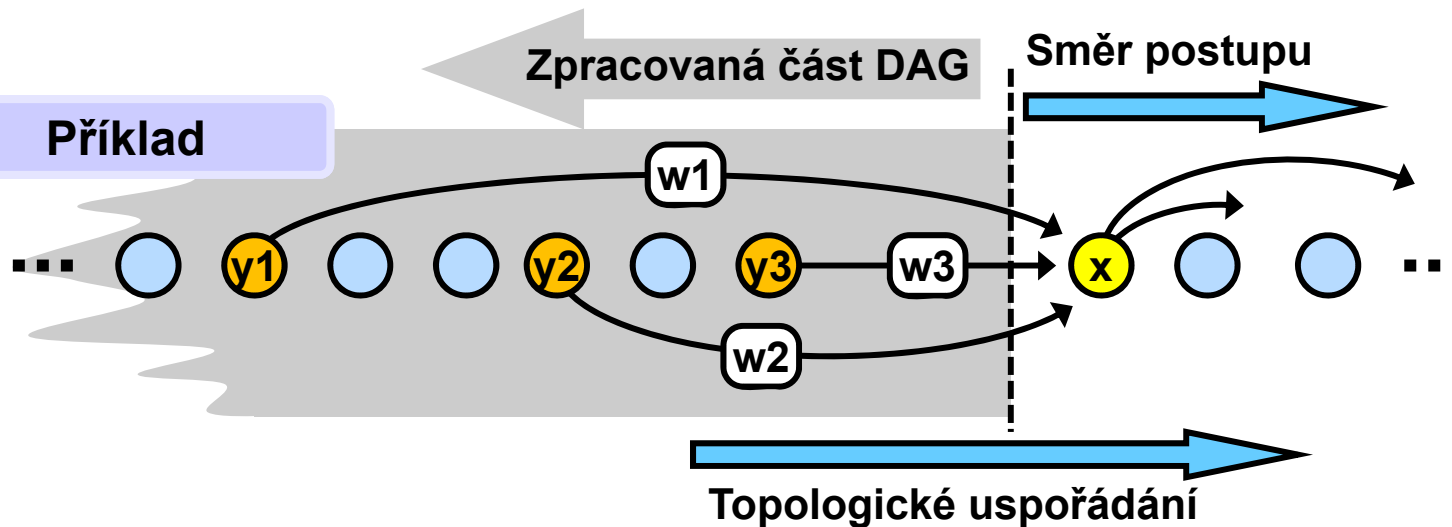 Zpracovaná část DAG
Směr postupu
Příklad
w1
... y1 y2 y3 w3 x ..
w2
Topologické uspořádání